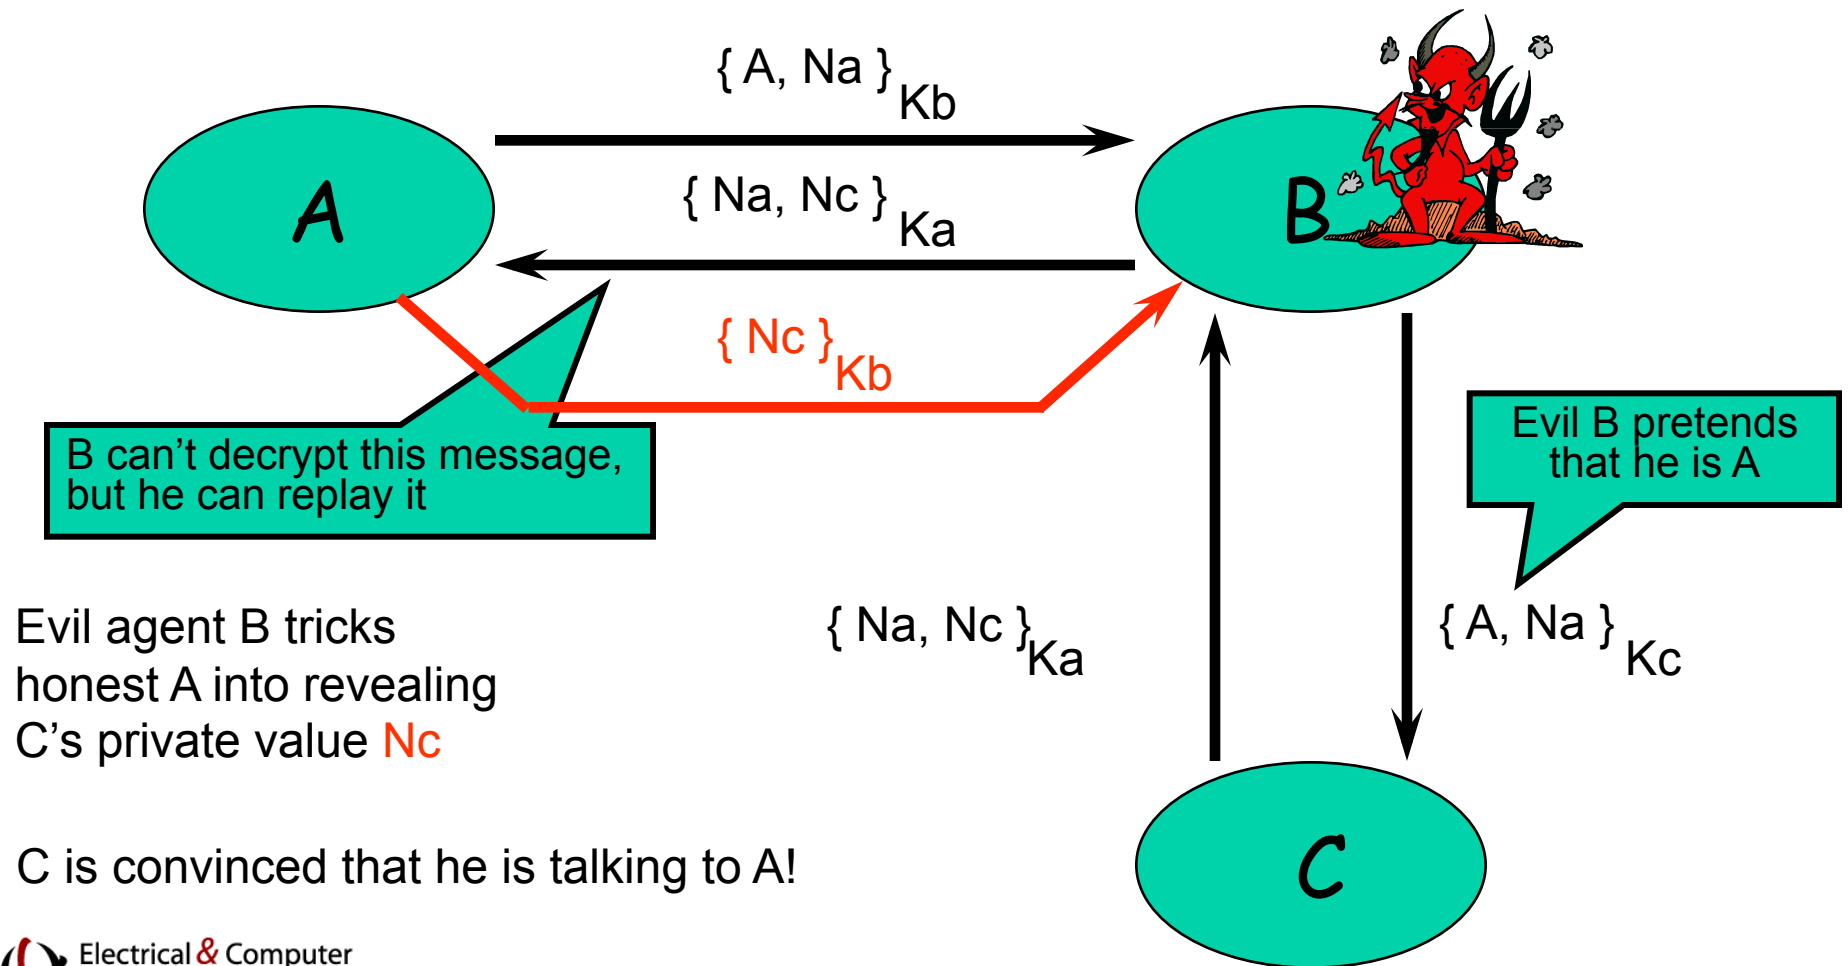 { A, Na }
Kb
A
B
{ Na, Nc }
Ka
{ Nc }
Kb
B can’t decrypt this message,
but he can replay it
Evil B pretends
that he is A
Evil agent B tricks
honest A into revealing
C’s private value Nc
{ Na, Nc }
Ka
{ A, Na }
Kc
C is convinced that he is talking to A!
C
Electrical & Computer